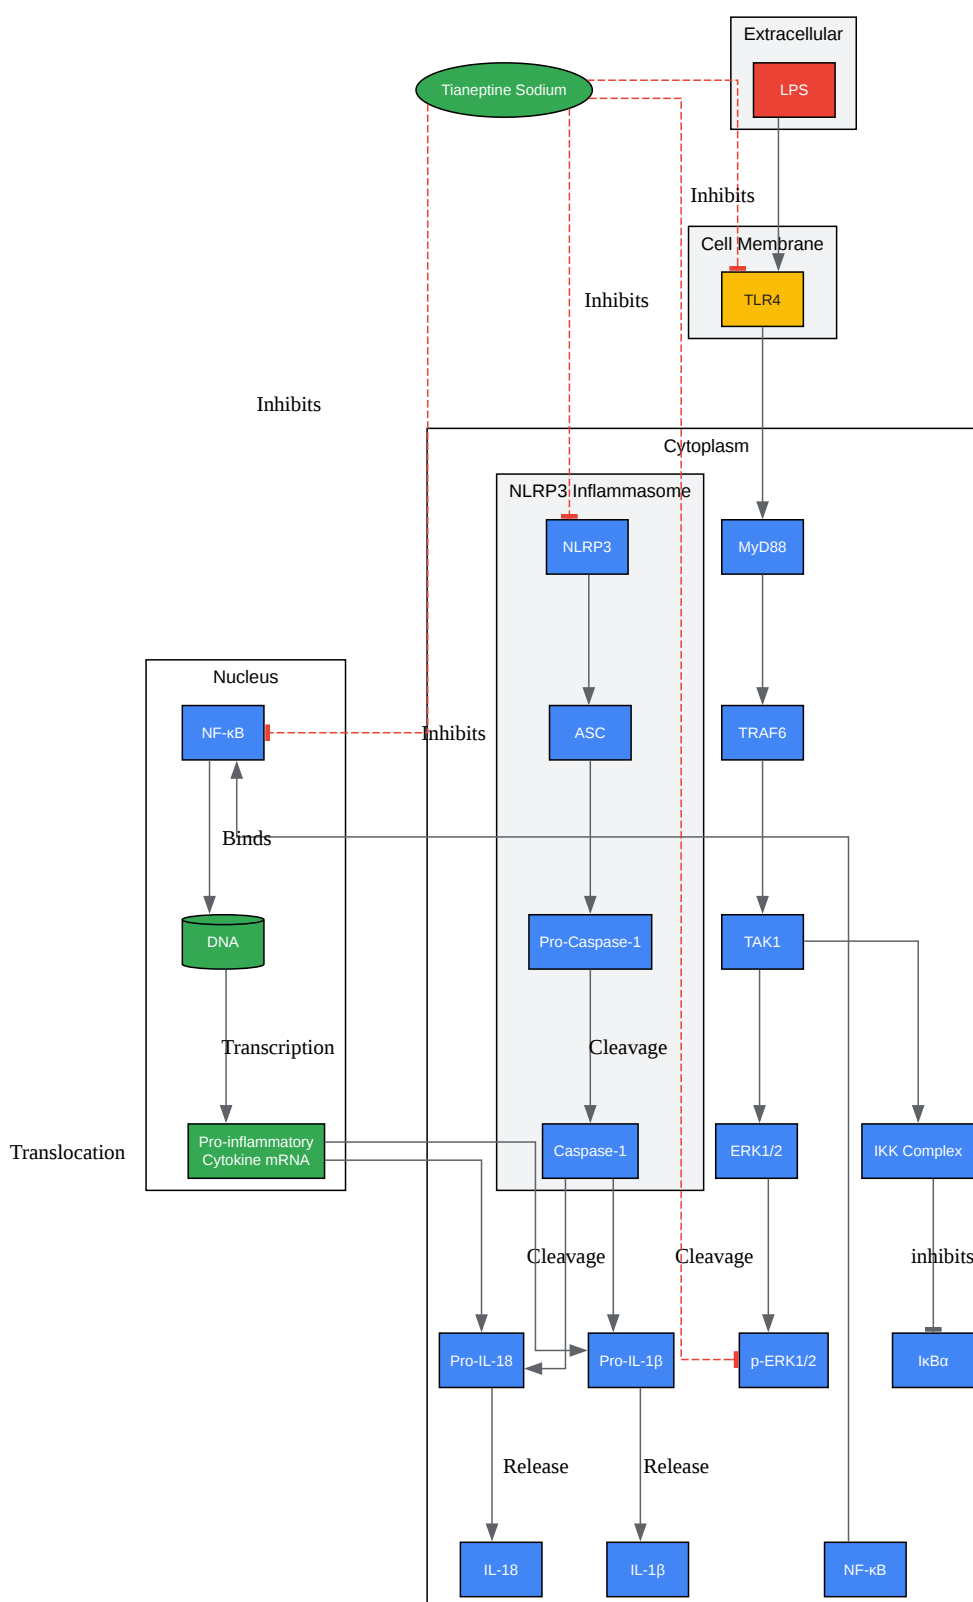 Extracellular
Tianeptine Sodium
LPS
Inhibits
Cell Membrane
TLR4
Inhibits
Inhibits
Cytoplasm
NLRP3 Inflammasome
NLRP3
MyD88
Nucleus
NF-κB
Inhibits
ASC
TRAF6
Binds
DNA
Pro-Caspase-1
TAK1
Transcription
Cleavage
Translocation
Pro-inflammatory
Cytokine mRNA
Caspase-1
ERK1/2
IKK Complex
Cleavage
Cleavage
inhibits
Pro-IL-18
Pro-IL-1β
p-ERK1/2
IκBα
Release
Release
IL-18
IL-1β
NF-κB